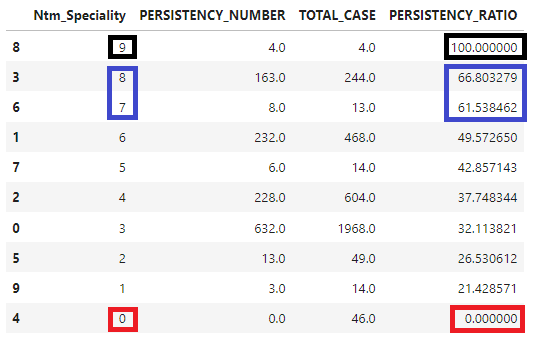 Ntm_Speciality PERSISTENCY_NUMBER TOTAL_CASE PERSISTENCY_RATIO
8 9 4.0 4.0 100.000000
3 8 163.0 244.0 66.803279
6 7 8.0 13.0 61.538462
1 6 232.0 468.0 49.572650
7 5 6.0 14.0 42.857143
2 4 228.0 604.0 37.748344
0 3 632.0 1968.0 32.113821
5 2 13.0 49.0 26.530612
9 1 3.0 14.0 21.428571
4 0 0.0 46.0 0.000000